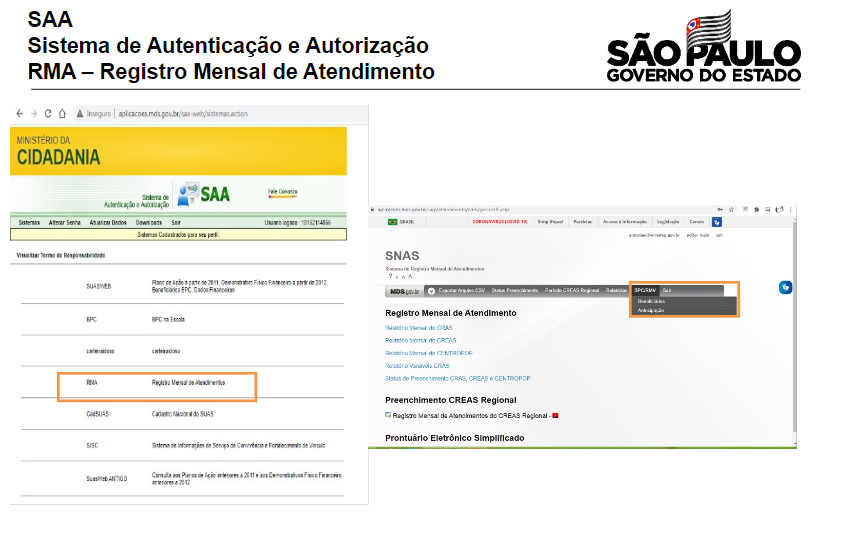 SAA
Sistema de Autenticação e Autorização
RMA – Registro Mensal de Atendimento
SÃO PAULO
GOVERNO DO ESTADO
Inseguro | aplicacoes.mds.gov.br/saa-web/sistemas.action
MINISTÉRIO DA
CIDADANIA
Sistema de
Autenticação e Autorização
SAA
Fale Conosco
Sistemas Alterar Senha Atualizar Dados Downloads Sair
Usuario logado : 18162114866
Sistemas Cadastrados para seu perfil.
Visualizar Termo de Responsabilidade
SUASWEB
Plano de Ação a partir de 2011, Demonstrativo Físico Financeiro a partir de 2012,
Beneficiários BPC, Dados Financeiros
BPC
BPC na Escola
carteiraidoso
carteiraidoso
RMA
Registro Mensal de Atendimentos
CadSUAS
Cadastro Nacional do SUAS
SISC
Sistema de Informações de Serviço de Convivência e Fortalecimento de Vínculo
SuasWeb ANTIGO
Consulta aos Planos de Ação anteriores a 2011 e aos Demonstrativos Físico Financeiro
anteriores a 2012
BRASIL
CORONAVÍRUS (COVID-19)
Simplifique!
Participe
Acesso à informação
Legislação
Canais
editar login
sair
SNAS
Sistema de Registro Mensal de Atendimentos
? A A A
MDS.gov.br
Exportar Arquivo CSV Status Preenchimento Período CREAS Regional Relatórios BPC/RMV Sair
Beneficiários
Antecipação
Registro Mensal de Atendimento
Relatório Mensal do CRAS
Relatório Mensal do CREAS
Relatório Mensal do CENTROPOP
Relatório Variáveis CRAS
Status de Preenchimento CRAS, CREAS e CENTROPOP
Preenchimento CREAS Regional
Registro Mensal de Atendimentos do CREAS Regional -
Prontuário Eletrônico Simplificado